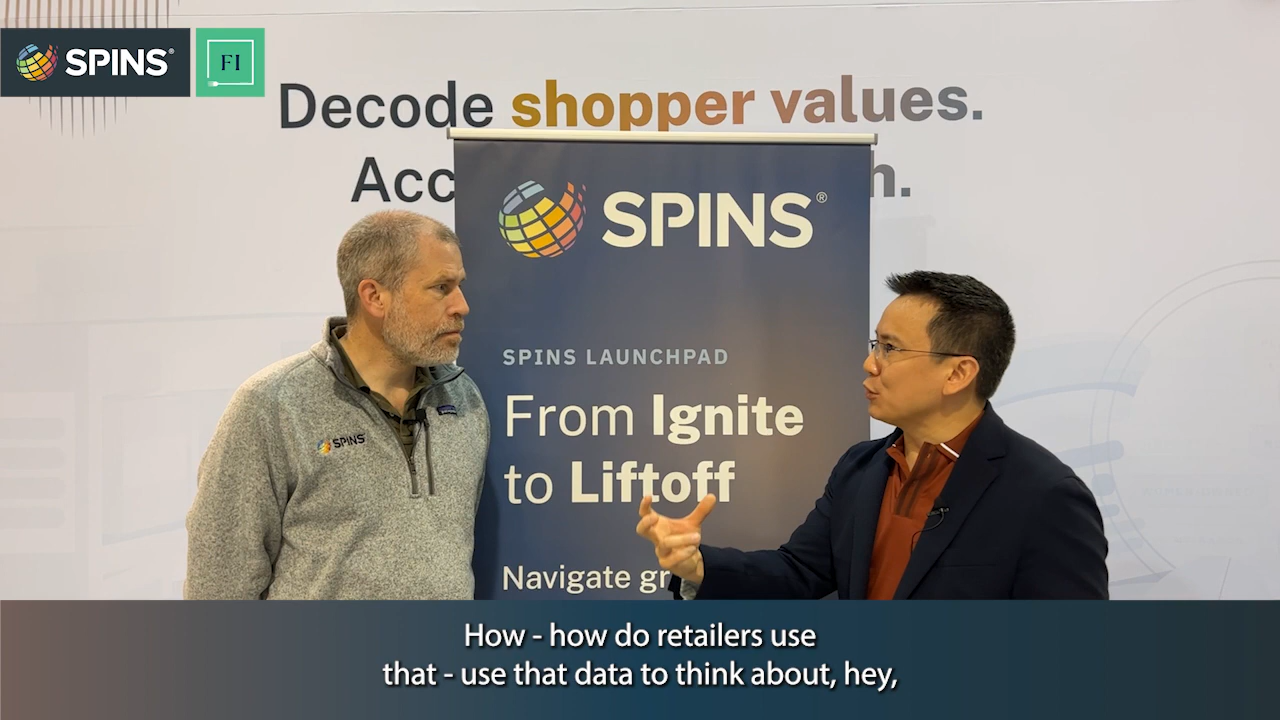 SPINS®
FI
Decode shopper values.
Acc
h.
SPINS®
SPINS LAUNCHPAD
From Ignite
to Liftoff
Navigate gr
SPINS
How - how do retailers use
that - use that data to think about, hey,